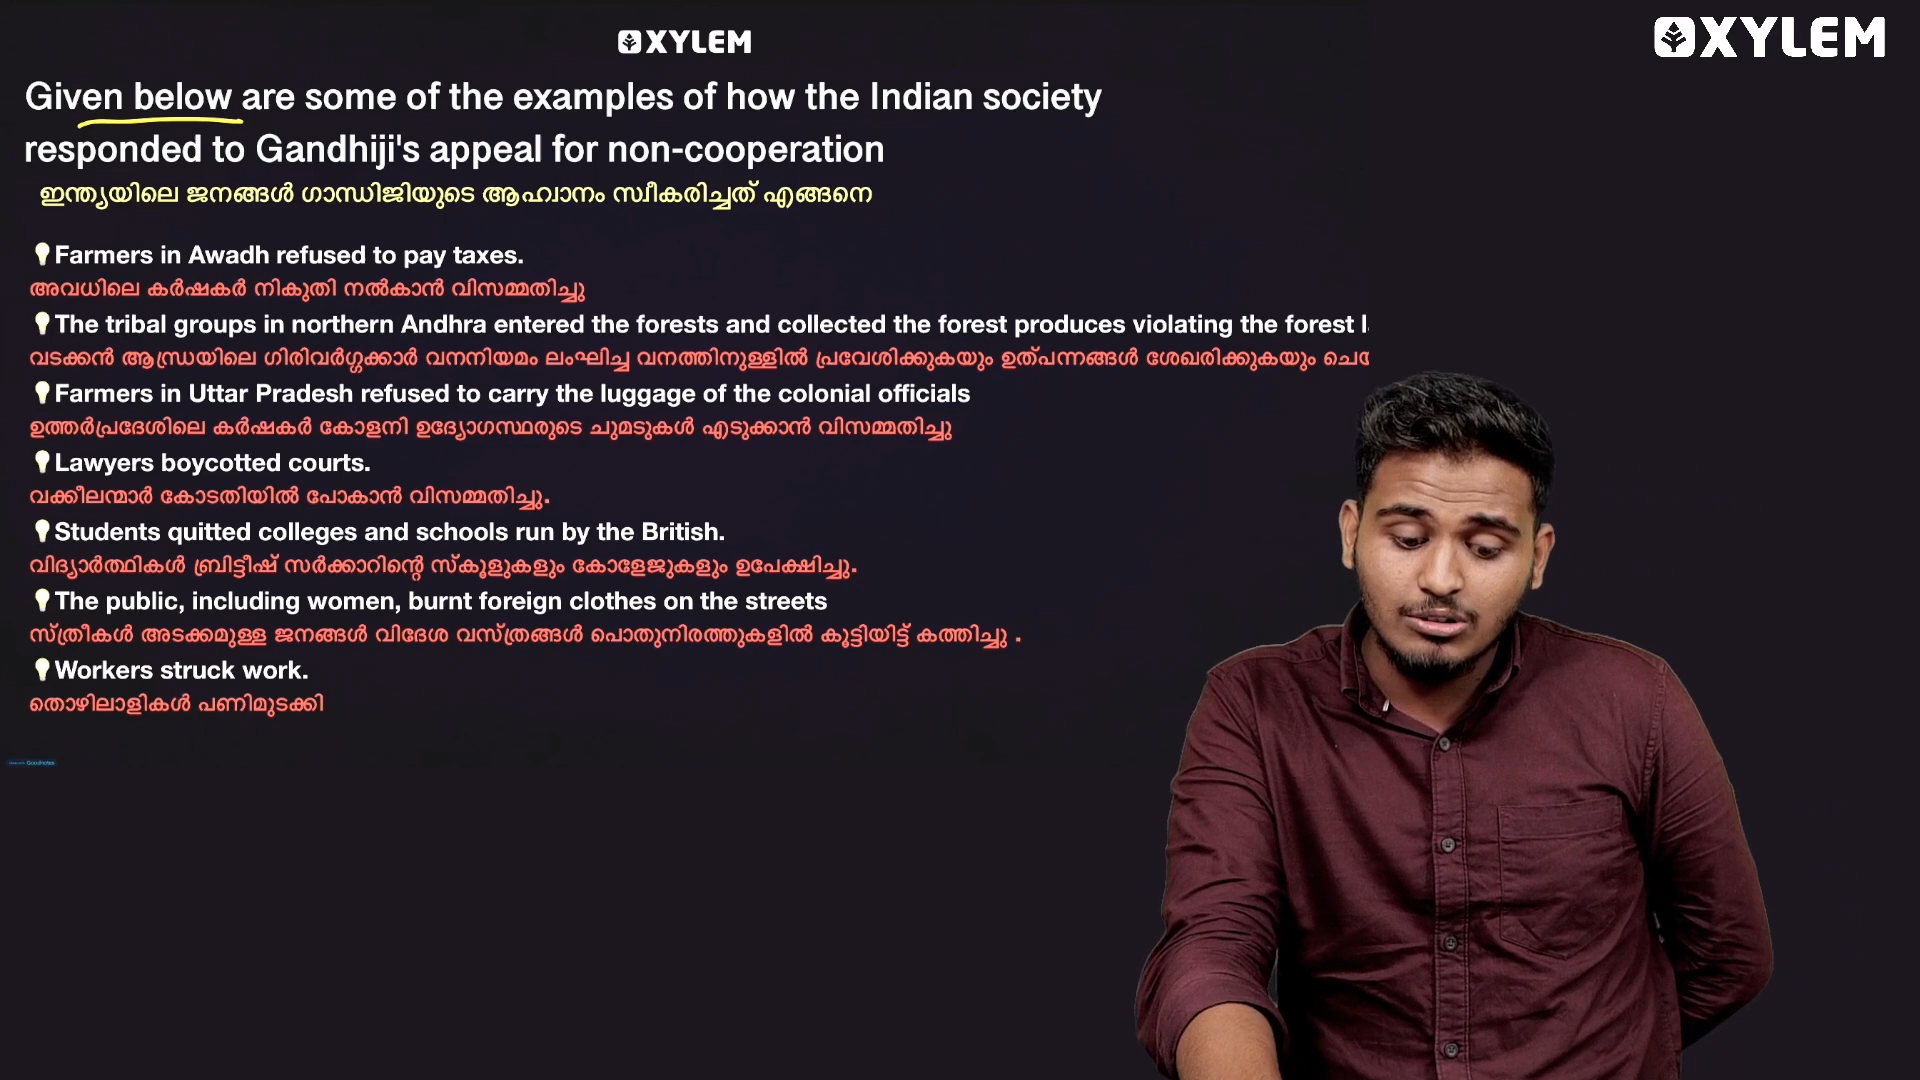 XYLEM
XYLEM
Given below are some of the examples of how the Indian society
responded to Gandhiji's appeal for non-cooperation
ഇന്ത്യയിലെ ജനങ്ങൾ ഗാന്ധിജിയുടെ ആഹ്വാനം സ്വീകരിച്ചത് എങ്ങനെ
Farmers in Awadh refused to pay taxes.
അവധിലെ കർഷകർ നികുതി നൽകാൻ വിസമ്മതിച്ചു
The tribal groups in northern Andhra entered the forests and collected the forest produces violating the forest
വടക്കൻ ആന്ധ്രയിലെ ഗിരിവർഗ്ഗക്കാർ വനനിയമം ലംഘിച്ച വനത്തിനുള്ളിൽ പ്രവേശിക്കുകയും ഉത്പന്നങ്ങൾ ശേഖരിക്കുകയും
Farmers in Uttar Pradesh refused to carry the luggage of the colonial officials
ഉത്തർപ്രദേശിലെ കർഷകർ കോളനി ഉദ്യോഗസ്ഥരുടെ ചുമടുകൾ എടുക്കാൻ വിസമ്മതിച്ചു
Lawyers boycotted courts.
വക്കീലന്മാർ കോടതിയിൽ പോകാൻ വിസമ്മതിച്ചു.
Students quitted colleges and schools run by the British.
വിദ്യാർത്ഥികൾ ബ്രിട്ടീഷ് സർക്കാറിന്റെ സ്കൂളുകളും കോളേജുകളും ഉപേക്ഷിച്ചു.
The public, including women, burnt foreign clothes on the streets
സ്ത്രീകൾ അടക്കമുള്ള ജനങ്ങൾ വിദേശ വസ്ത്രങ്ങൾ പൊതുനിരത്തുകളിൽ കൂട്ടിയിട്ട് കത്തിച്ചു .
Workers struck work.
തൊഴിലാളികൾ പണിമുടക്കി
Goodnotes